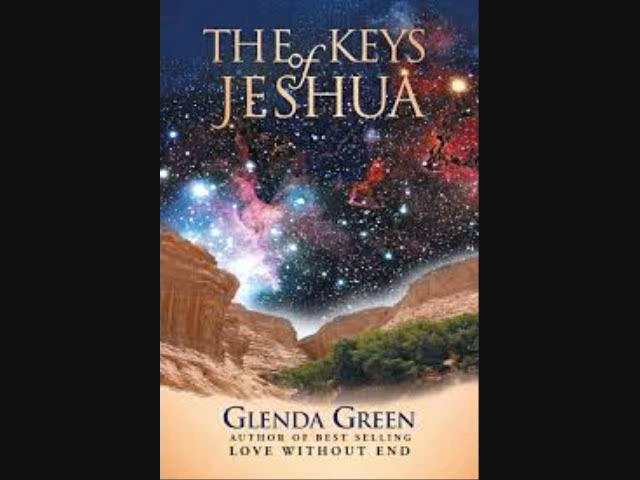 THE of KEYS
JESHUA
GLENDA GREEN
AUTHOR OF BEST SELLING
LOVE WITHOUT END